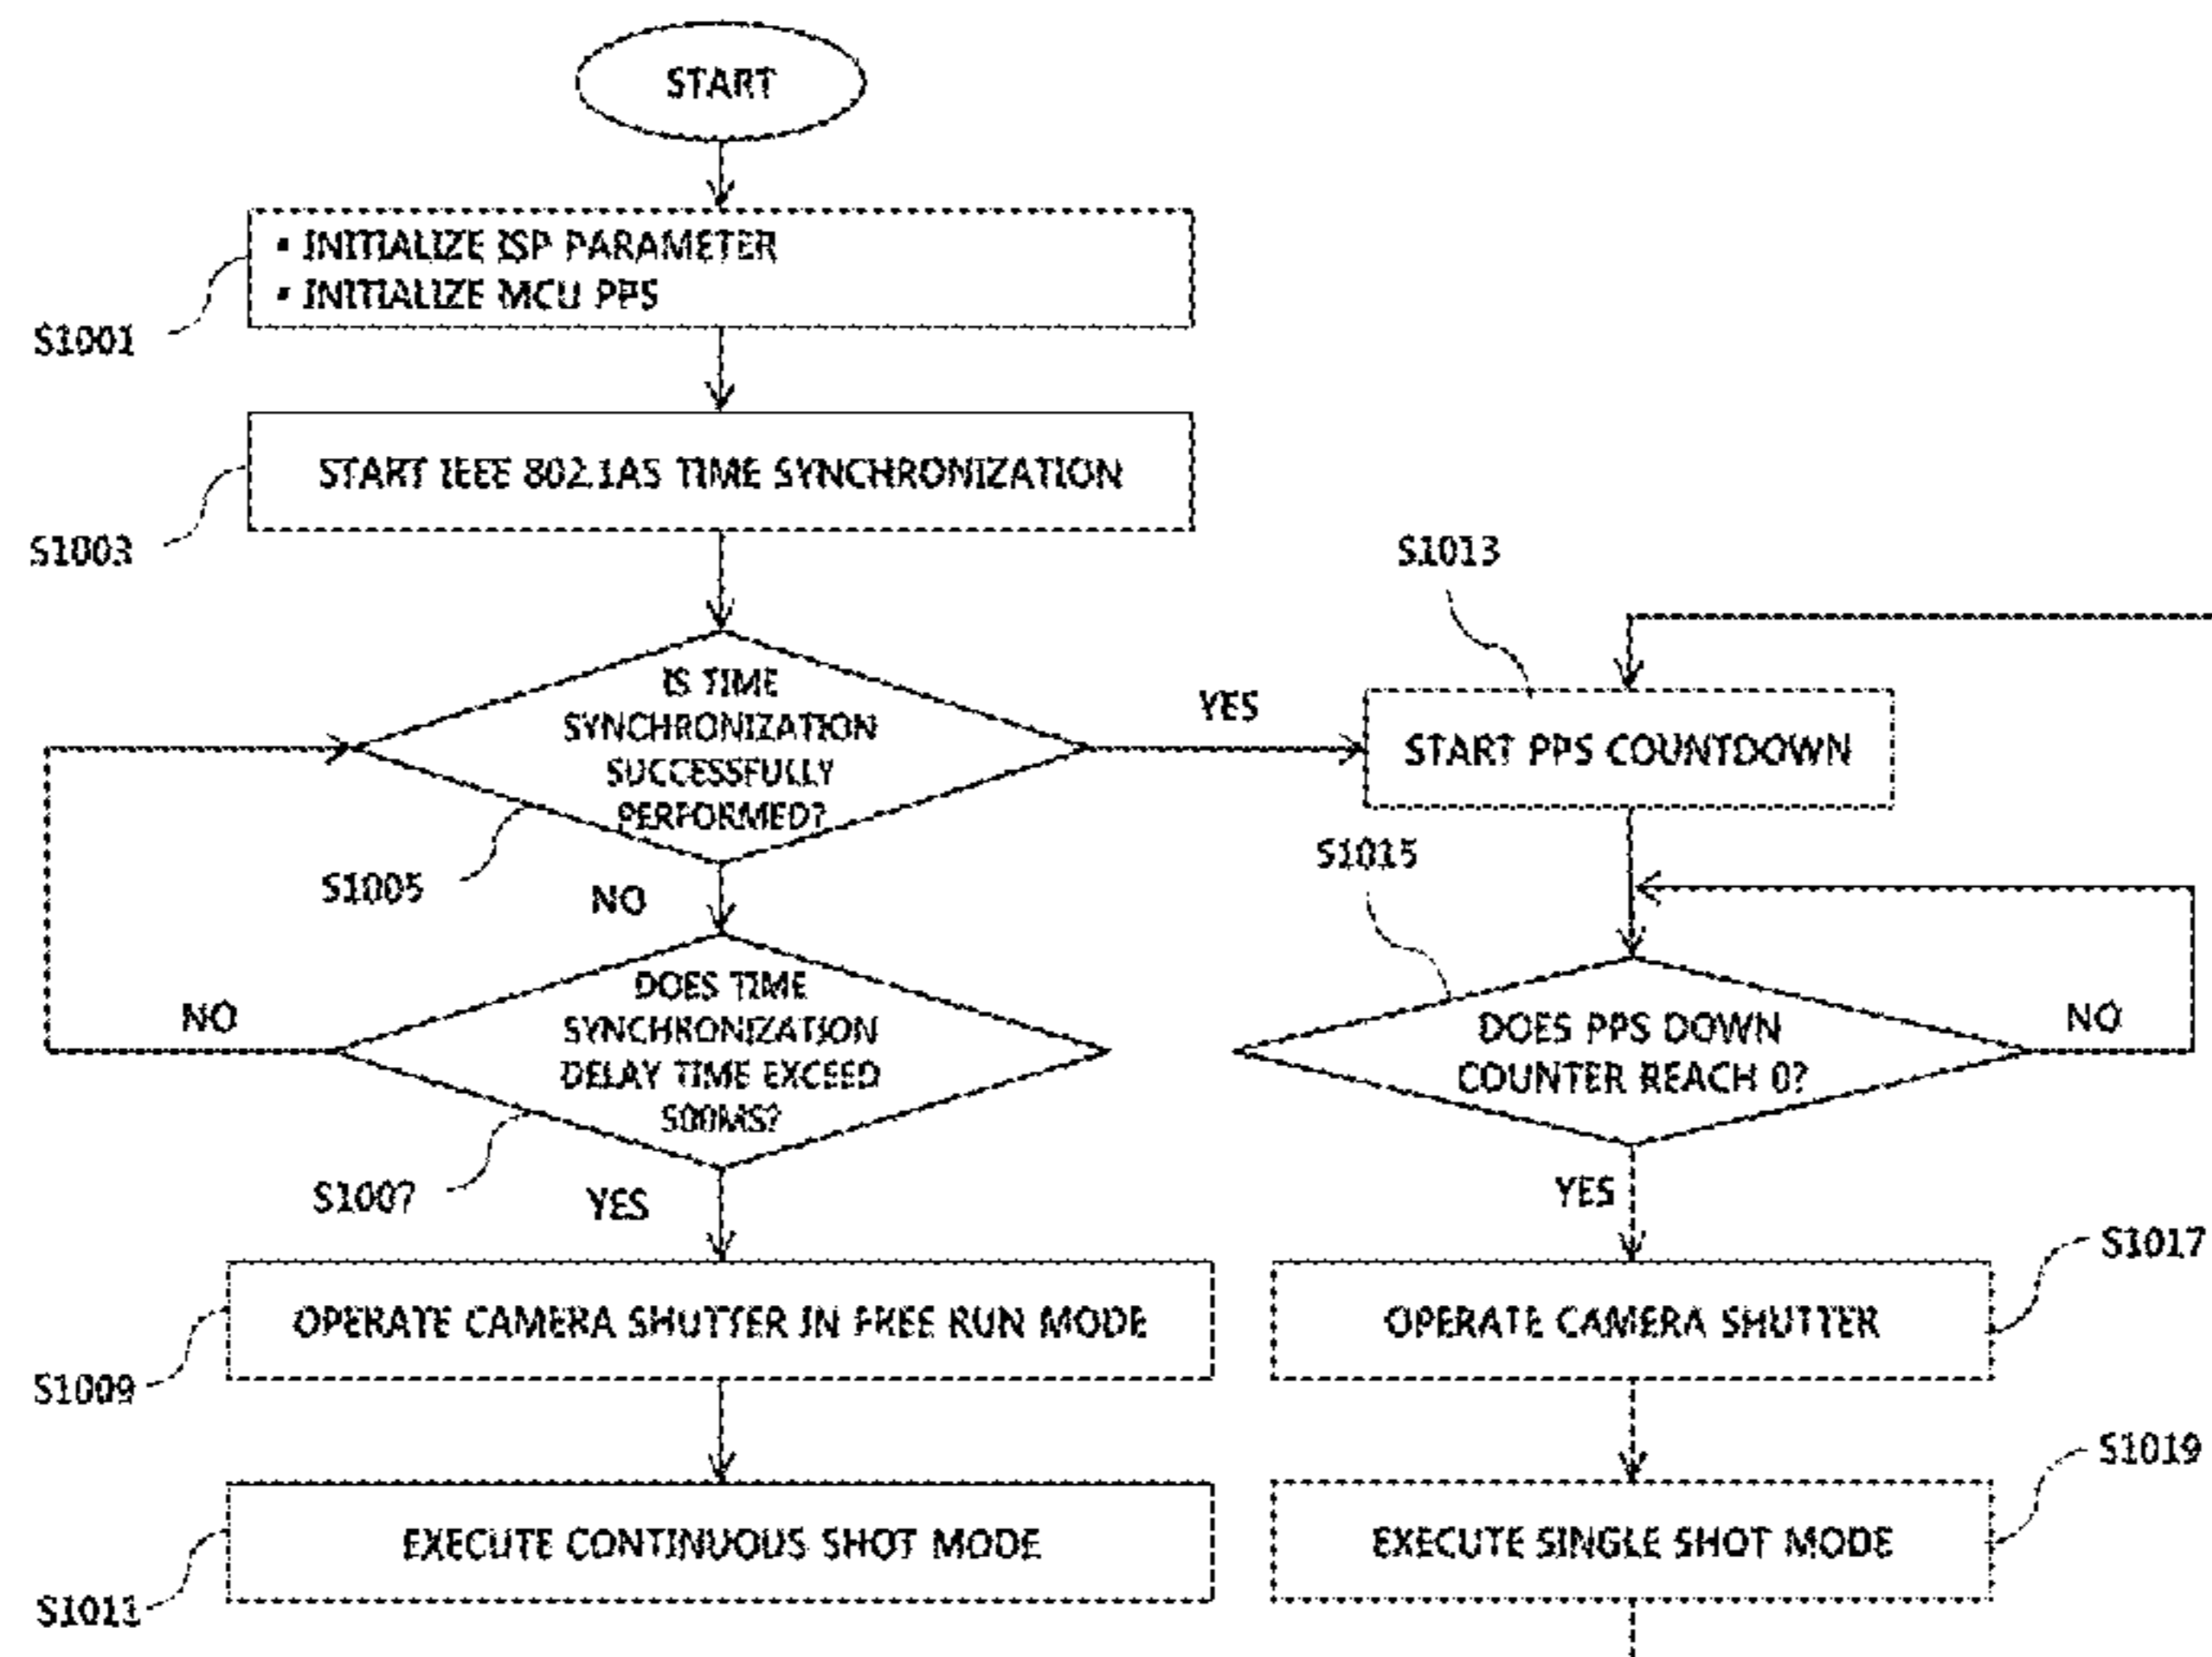 START
▪ INITIALIZE ISP PARAMETER
▪ INITIALIZE MCU PPS
S1001
START IEEE 802.1AS TIME SYNCHRONIZATION
S1003
IS TIME
SYNCHRONIZATION
SUCCESSFULLY
PERFORMED?
S1005
YES
NO
DOES TIME
SYNCHRONIZATION
DELAY TIME EXCEED
500MS?
S1007
NO
YES
OPERATE CAMERA SHUTTER IN FREE RUN MODE
S1009
EXECUTE CONTINUOUS SHOT MODE
S1011
S1013
START PPS COUNTDOWN
S1015
DOES PPS DOWN
COUNTER REACH 0?
NO
YES
S1017
OPERATE CAMERA SHUTTER
S1019
EXECUTE SINGLE SHOT MODE